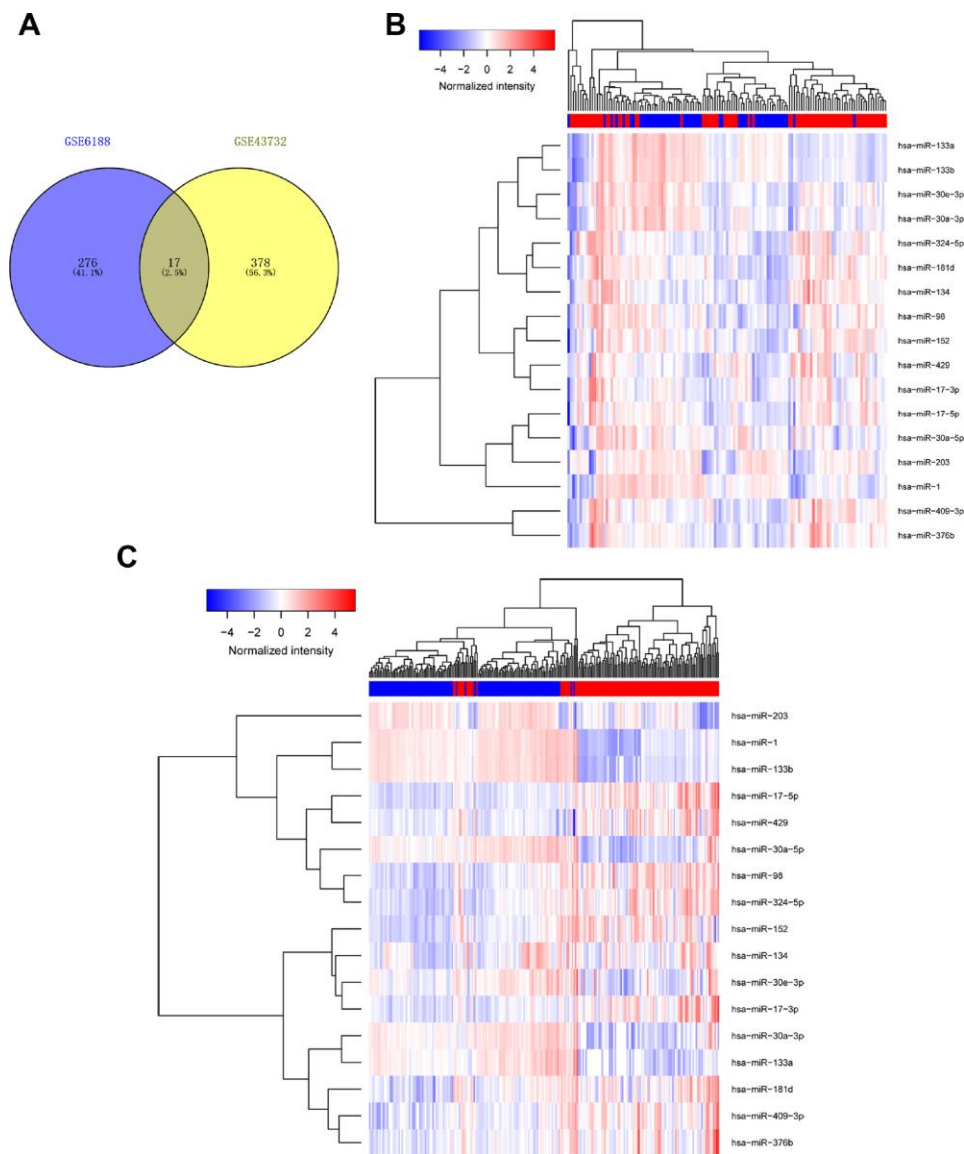 A
B
−4 −2 0 2 4
Normalized intensity
GSE6188
GSE43732
276
(41.1%)
17
(2.5%)
378
(56.3%)
hsa-miR-133a
hsa-miR-133b
hsa-miR-30e-3p
hsa-miR-30a-3p
hsa-miR-324-5p
hsa-miR-181d
hsa-miR-134
hsa-miR-98
hsa-miR-152
hsa-miR-429
hsa-miR-17-3p
hsa-miR-17-5p
hsa-miR-30a-5p
hsa-miR-203
hsa-miR-1
hsa-miR-409-3p
hsa-miR-376b
C
−4 −2 0 2 4
Normalized intensity
hsa-miR-203
hsa-miR-1
hsa-miR-133b
hsa-miR-17-5p
hsa-miR-429
hsa-miR-30a-5p
hsa-miR-98
hsa-miR-324-5p
hsa-miR-152
hsa-miR-134
hsa-miR-30e-3p
hsa-miR-17-3p
hsa-miR-30a-3p
hsa-miR-133a
hsa-miR-181d
hsa-miR-409-3p
hsa-miR-376b